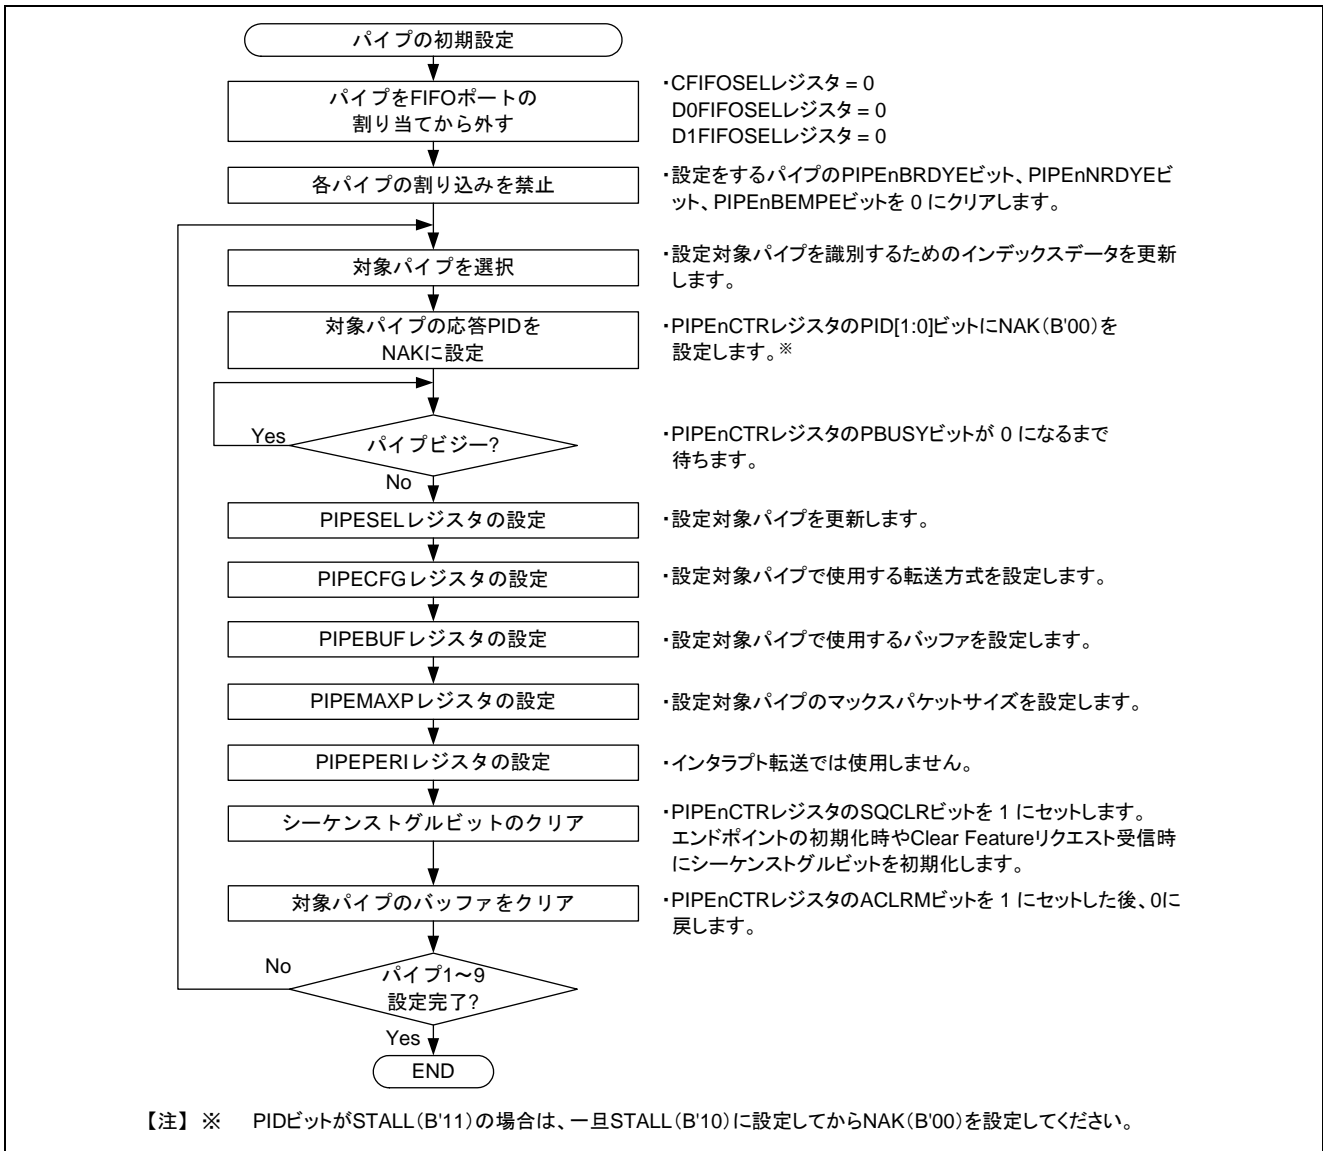 パイプの初期設定
パイプをFIFOポートの
割り当てから外す
・CFIFOSELレジスタ = 0
D0FIFOSELレジスタ = 0
D1FIFOSELレジスタ = 0
各パイプの割り込みを禁止
・設定をするパイプのPIPEnBRDYEビット、PIPEnNRDYEビ
ット、PIPEnBEMPEビットを 0 にクリアします。
対象パイプを選択
・設定対象パイプを識別するためのインデックスデータを更新
します。
対象パイプの応答PIDを
NAKに設定
・PIPEnCTRレジスタのPID[1:0]ビットにNAK(B'00)を
設定します。※
Yes
パイプビジー?
・PIPEnCTRレジスタのPBUSYビットが 0 になるまで
待ちます。
No
PIPESELレジスタの設定
・設定対象パイプを更新します。
PIPECFGレジスタの設定
・設定対象パイプで使用する転送方式を設定します。
PIPEBUFレジスタの設定
・設定対象パイプで使用するバッファを設定します。
PIPEMAXPレジスタの設定
・設定対象パイプのマックスパケットサイズを設定します。
PIPEPERIレジスタの設定
・インタラプト転送では使用しません。
シーケンストグルビットのクリア
・PIPEnCTRレジスタのSQCLRビットを 1 にセットします。
エンドポイントの初期化時やClear Featureリクエスト受信時
にシーケンストグルビットを初期化します。
対象パイプのバッファをクリア
・PIPEnCTRレジスタのACLRMビットを 1 にセットした後、0に
戻します。
No
パイプ1~9
設定完了?
Yes
END
【注】 ※ PIDビットがSTALL(B'11)の場合は、一旦STALL(B'10)に設定してからNAK(B'00)を設定してください。